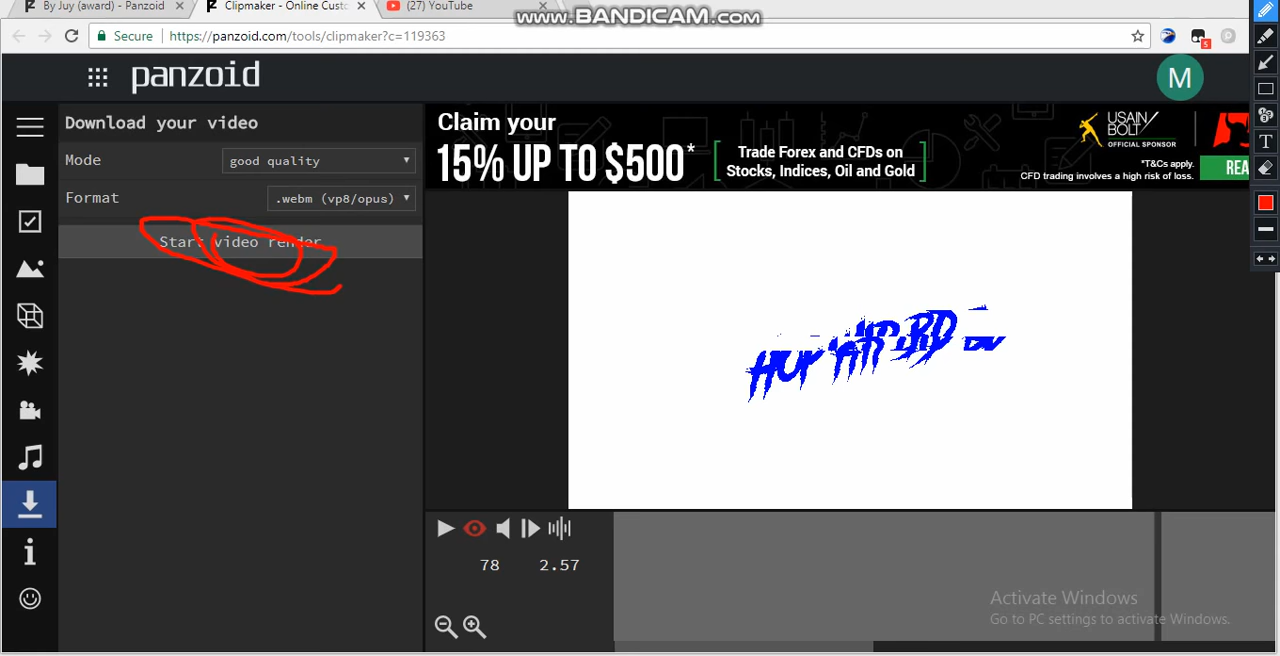 By Juy (award) - Panzoid
Clipmaker - Online Custo
(27) YouTube
www.BANDICAM.com
Secure
https://panzoid.com/tools/clipmaker?c=119363
5
panzoid
M
Download your video
Mode
good quality
Format
.webm (vp8/opus)
Start video render
Claim your
15% UP TO $500*
Trade Forex and CFDs on
Stocks, Indices, Oil and Gold
USAIN
BOLT
OFFICIAL SPONSOR
*T&Cs apply.
CFD trading involves a high risk of loss.
REA
78
2.57
T
Activate Windows
Go to PC settings to activate Windows.